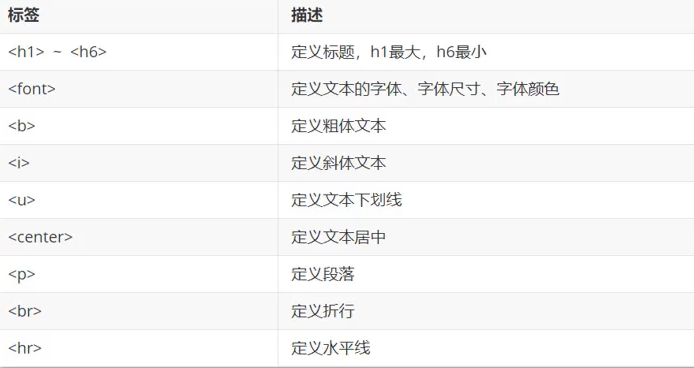 标签 描述
<h1> ~ <h6> 定义标题，h1最大，h6最小
<font> 定义文本的字体、字体尺寸、字体颜色
<b> 定义粗体文本
<i> 定义斜体文本
<u> 定义文本下划线
<center> 定义文本居中
<p> 定义段落
<br> 定义折行
<hr> 定义水平线